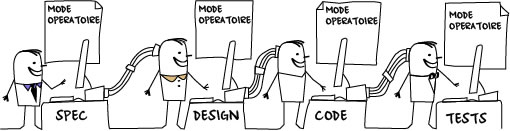 MODE
OPERATOIRE
MODE
OPERATOIRE
MODE
OPERATOIRE
MODE
OPERATOIRE
SPEC
DESIGN
CODE
TESTS